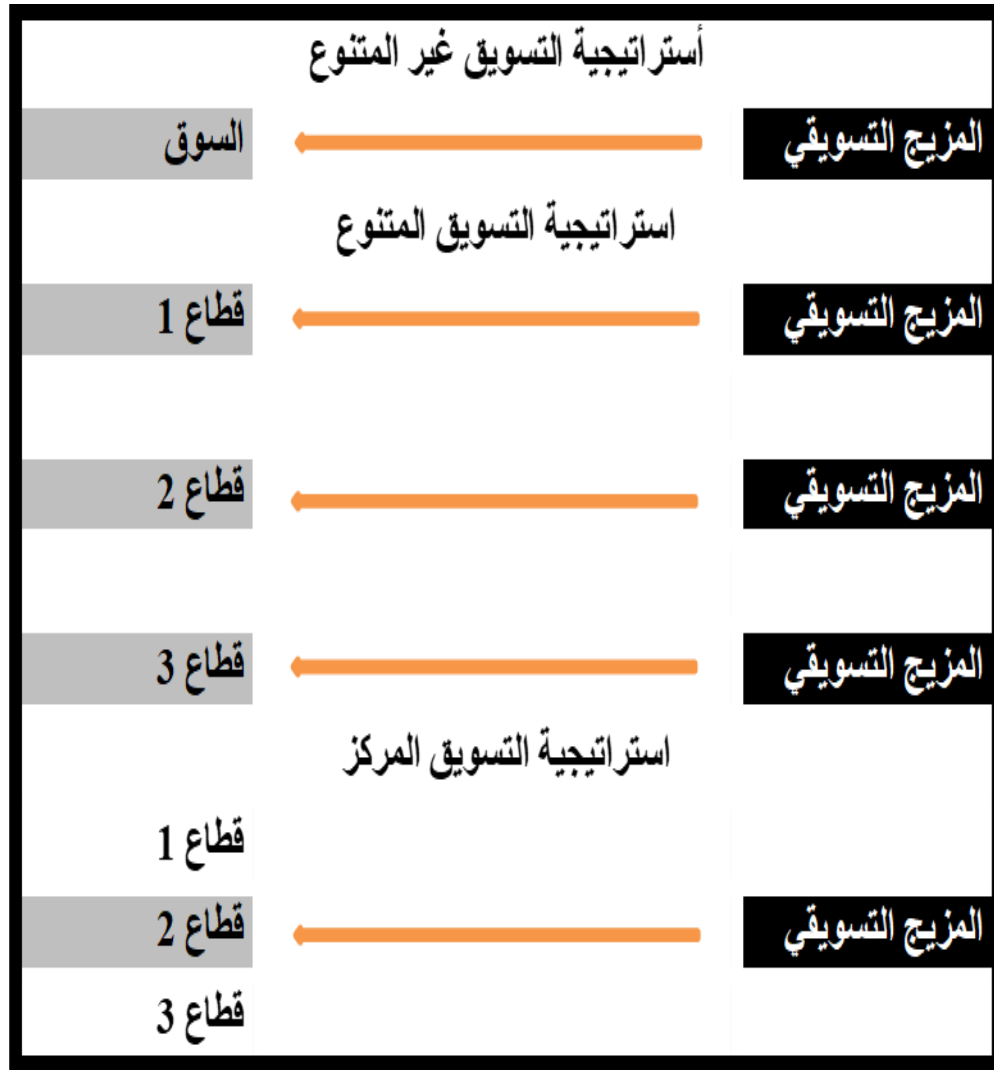 أستراتيجية التسويق غير المتنوع
المزيج التسويقي السوق
استراتيجية التسويق المتنوع
المزيج التسويقي قطاع 1
المزيج التسويقي قطاع 2
المزيج التسويقي قطاع 3
استراتيجية التسويق المركز
قطاع 1
المزيج التسويقي قطاع 2
قطاع 3